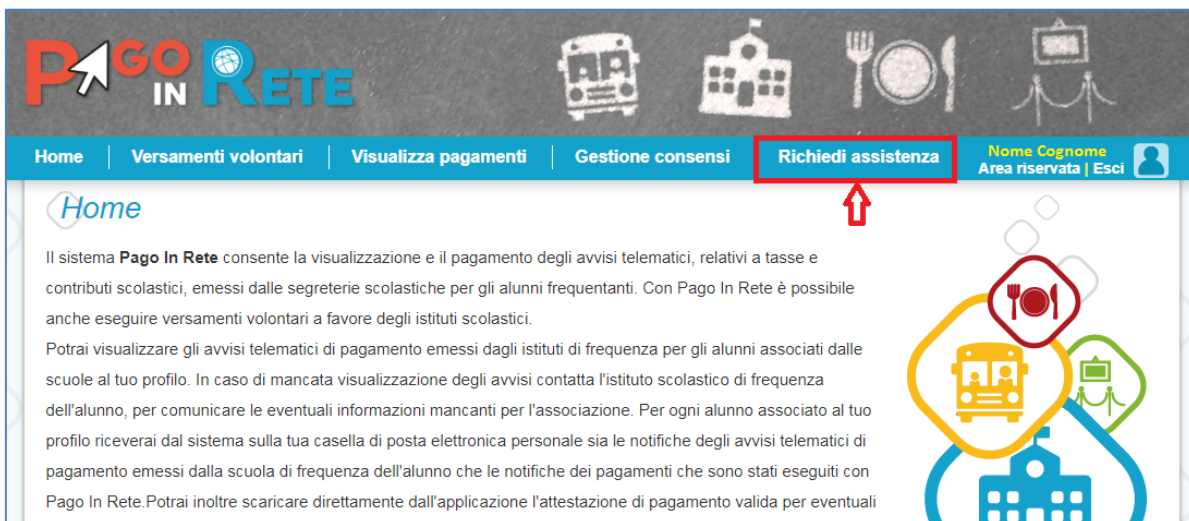 PAGO
IN RETE
Home
Versamenti volontari
Visualizza pagamenti
Gestione consensi
Richiedi assistenza
Nome Cognome
Area riservata | Esci
Home
Il sistema Pago In Rete consente la visualizzazione e il pagamento degli avvisi telematici, relativi a tasse e
contributi scolastici, emessi dalle segreterie scolastiche per gli alunni frequentanti. Con Pago In Rete è possibile
anche eseguire versamenti volontari a favore degli istituti scolastici.
Potrai visualizzare gli avvisi telematici di pagamento emessi dagli istituti di frequenza per gli alunni associati dalle
scuole al tuo profilo. In caso di mancata visualizzazione degli avvisi contatta l'istituto scolastico di frequenza
dell'alunno, per comunicare le eventuali informazioni mancanti per l'associazione. Per ogni alunno associato al tuo
profilo riceverai dal sistema sulla tua casella di posta elettronica personale sia le notifiche degli avvisi telematici di
pagamento emessi dalla scuola di frequenza dell'alunno che le notifiche dei pagamenti che sono stati eseguiti con
Pago In Rete.Potrai inoltre scaricare direttamente dall'applicazione l'attestazione di pagamento valida per eventuali